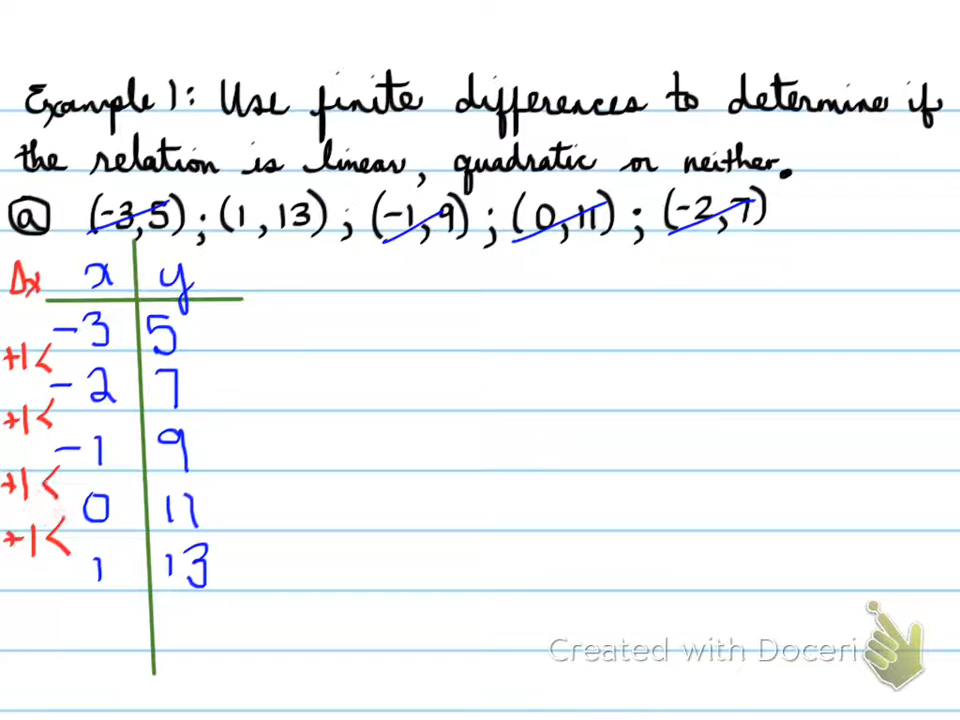 Example 1: Use finite differences to determine if
the relation is linear, quadratic or neither.
a (-3,5); (1,13); (-1,9); (0,11); (-2,7)
Δx x y
-3 5
+1<
-2 7
+1<
-1 9
+1<
0 11
+1<
1 13
Created with Doceri